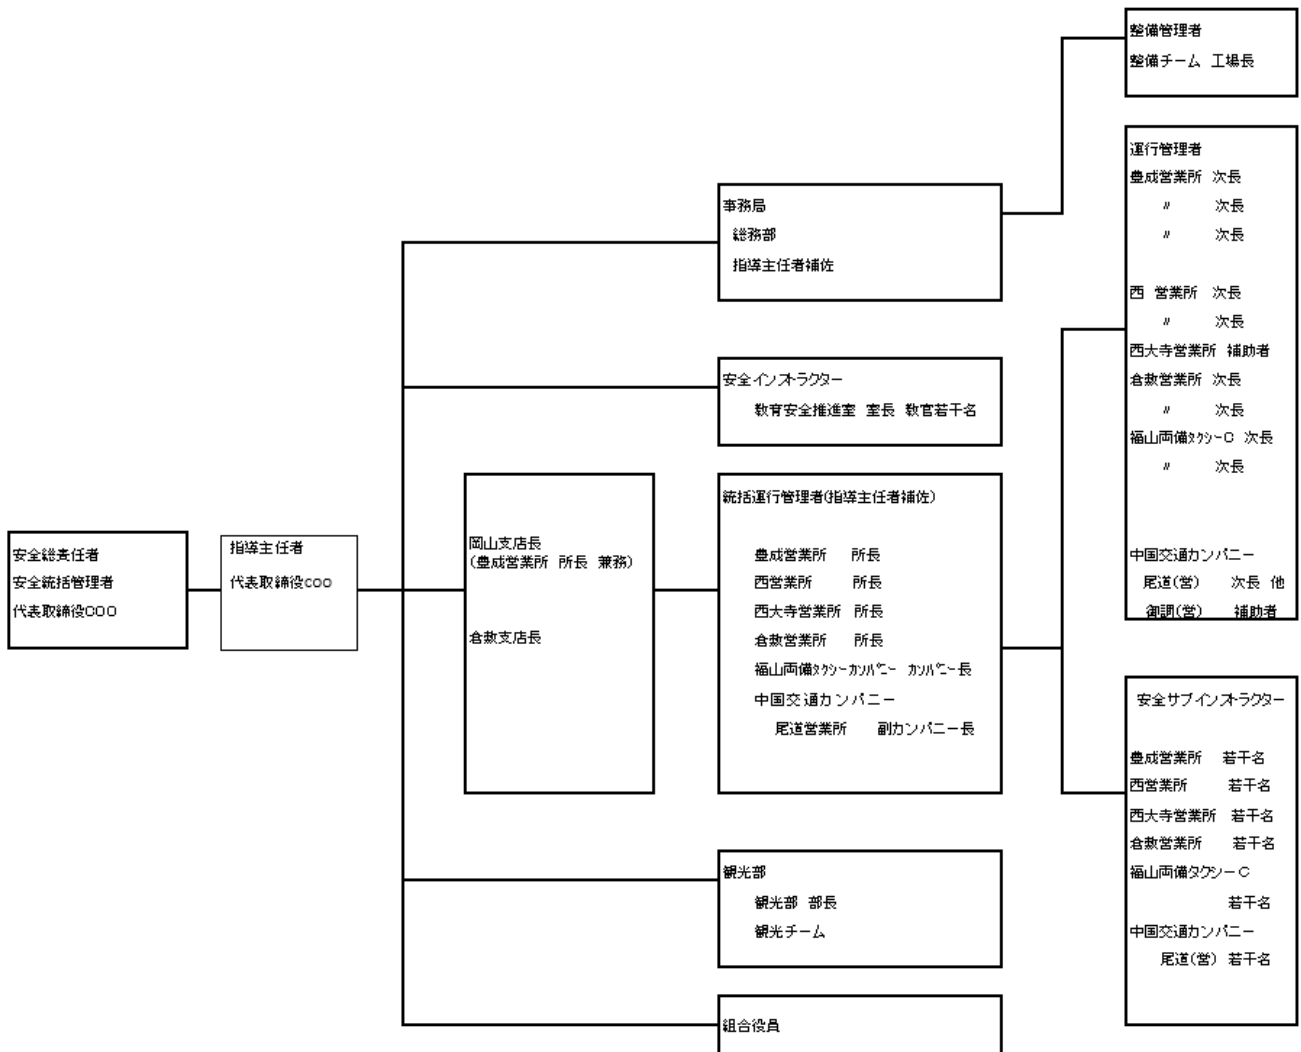 安全総責任者
安全統括管理者
代表取締役COO
指導主任者
代表取締役COO
岡山支店長
(豊成営業所 所長 兼務)
倉敷支店長
事務局
総務部
指導主任者補佐
安全インストラクター
教育安全推進室 室長 教官若干名
統括運行管理者(指導主任者補佐)
豊成営業所 所長
西営業所 所長
西大寺営業所 所長
倉敷営業所 所長
福山両備タクシーカンパニー カンパニー長
中国交通カンパニー
尾道営業所 副カンパニー長
観光部
観光部 部長
観光チーム
組合役員
整備管理者
整備チーム 工場長
運行管理者
豊成営業所 次長
〃 次長
〃 次長
西 営業所 次長
〃 次長
西大寺営業所 補助者
倉敷営業所 次長
〃 次長
福山両備タクシーC 次長
〃 次長
中国交通カンパニー
尾道(営) 次長 他
御調(営) 補助者
安全サブインストラクター
豊成営業所 若干名
西営業所 若干名
西大寺営業所 若干名
倉敷営業所 若干名
福山両備タクシーC
若干名
中国交通カンパニー
尾道(営) 若干名